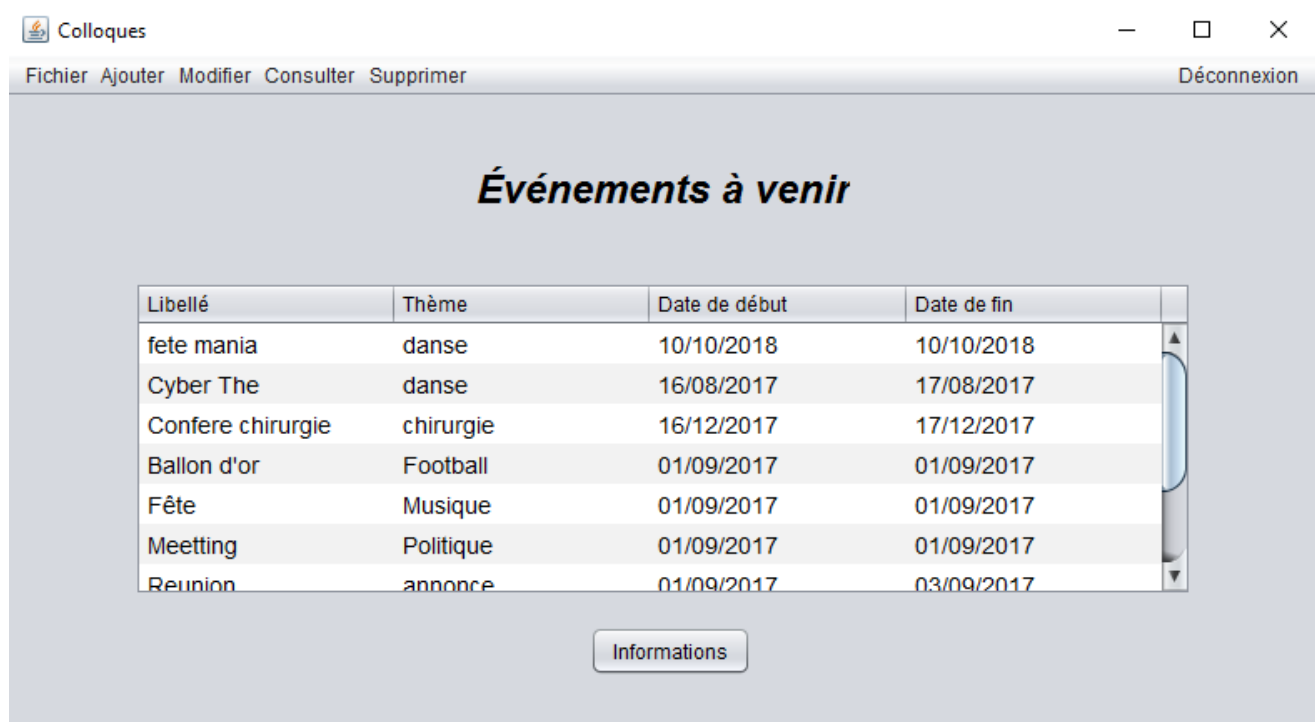 Colloques
Fichier Ajouter Modifier Consulter Supprimer Déconnexion
Événements à venir
Libellé Thème Date de début Date de fin
fete mania danse 10/10/2018 10/10/2018
Cyber The danse 16/08/2017 17/08/2017
Confere chirurgie chirurgie 16/12/2017 17/12/2017
Ballon d'or Football 01/09/2017 01/09/2017
Fête Musique 01/09/2017 01/09/2017
Meetting Politique 01/09/2017 01/09/2017
Reunion annonce 01/09/2017 03/09/2017
Informations